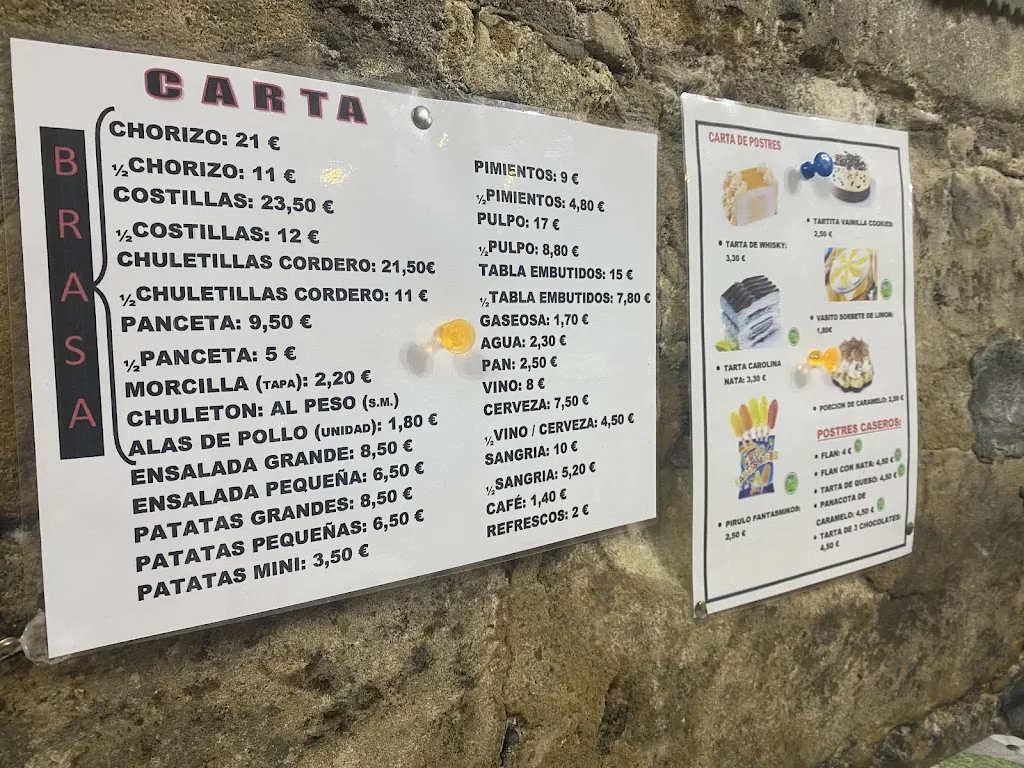 CARTA
BRASA
CHORIZO: 21 €
½CHORIZO: 11 €
COSTILLAS: 23,50 €
½COSTILLAS: 12 €
CHULETILLAS CORDERO: 21,50€
½CHULETILLAS CORDERO: 11 €
PANCETA: 9,50 €
½PANCETA: 5 €
MORCILLA (TAPA): 2,20 €
CHULETON: AL PESO (S.M.)
ALAS DE POLLO (UNIDAD): 1,80 €
ENSALADA GRANDE: 8,50 €
ENSALADA PEQUEÑA: 6,50 €
PATATAS GRANDES: 8,50 €
PATATAS PEQUEÑAS: 6,50 €
PATATAS MINI: 3,50 €
PIMIENTOS: 9 €
½PIMIENTOS: 4,80 €
PULPO: 17 €
½PULPO: 8,80 €
TABLA EMBUTIDOS: 15 €
½TABLA EMBUTIDOS: 7,80 €
GASEOSA: 1,70 €
AGUA: 2,30 €
PAN: 2,50 €
VINO: 8 €
CERVEZA: 7,50 €
½VINO / CERVEZA: 4,50 €
SANGRIA: 10 €
½SANGRIA: 5,20 €
CAFÉ: 1,40 €
REFRESCOS: 2 €
CARTA DE POSTRES
• TARTA DE WHISKY:
3,30 €
• TARTA CAROLINA
NATA: 3,30 €
• PIRULO FANTASMIKOS:
2,50 €
• TARTITA VAINILLA COOKIES:
2,50 €
• VASITO SORBETE DE LIMON:
1,80€
• PORCION DE CARAMELO: 2,50 €
POSTRES CASEROS:
• FLAN: 4 €
• FLAN CON NATA: 4,50 €
• TARTA DE QUESO: 4,50 €
• PANACOTA DE
CARAMELO: 4,50 €
• TARTA DE 3 CHOCOLATES:
4,50 €